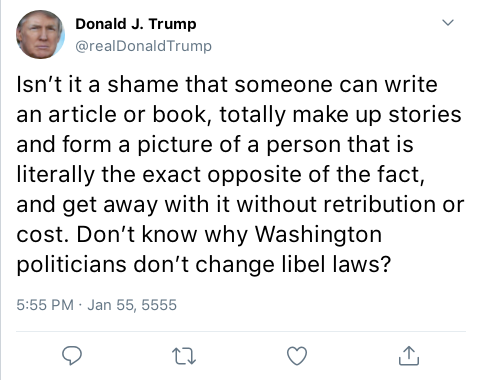 Donald J. Trump
@realDonaldTrump
Isn’t it a shame that someone can write
an article or book, totally make up stories
and form a picture of a person that is
literally the exact opposite of the fact,
and get away with it without retribution or
cost. Don’t know why Washington
politicians don’t change libel laws?
5:55 PM · Jan 55, 5555